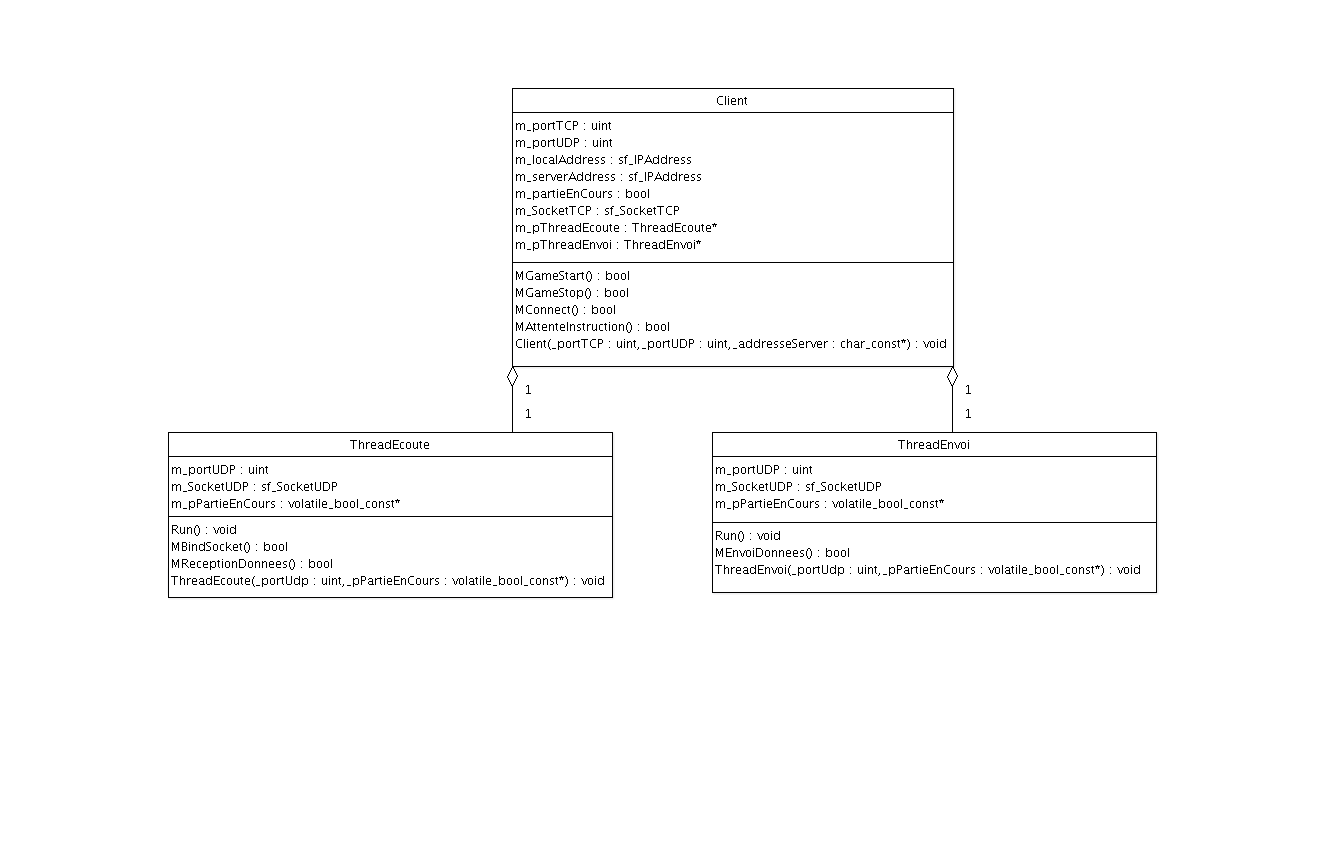 Client
m_portTCP : uint
m_portUDP : uint
m_localAddress : sf_IPAddress
m_serverAddress : sf_IPAddress
m_partieEnCours : bool
m_SocketTCP : sf_SocketTCP
m_pThreadEcoute : ThreadEcoute*
m_pThreadEnvoi : ThreadEnvoi*
MGameStart() : bool
MGameStop() : bool
MConnect() : bool
MAttenteInstruction() : bool
Client(_portTCP : uint,_portUDP : uint,_addresseServer : char_const*) : void
1
1
1
1
ThreadEcoute
m_portUDP : uint
m_SocketUDP : sf_SocketUDP
m_pPartieEnCours : volatile_bool_const*
Run() : void
MBindSocket() : bool
MReceptionDonnees() : bool
ThreadEcoute(_portUdp : uint,_pPartieEnCours : volatile_bool_const*) : void
ThreadEnvoi
m_portUDP : uint
m_SocketUDP : sf_SocketUDP
m_pPartieEnCours : volatile_bool_const*
Run() : void
MEnvoiDonnees() : bool
ThreadEnvoi(_portUdp : uint,_pPartieEnCours : volatile_bool_const*) : void